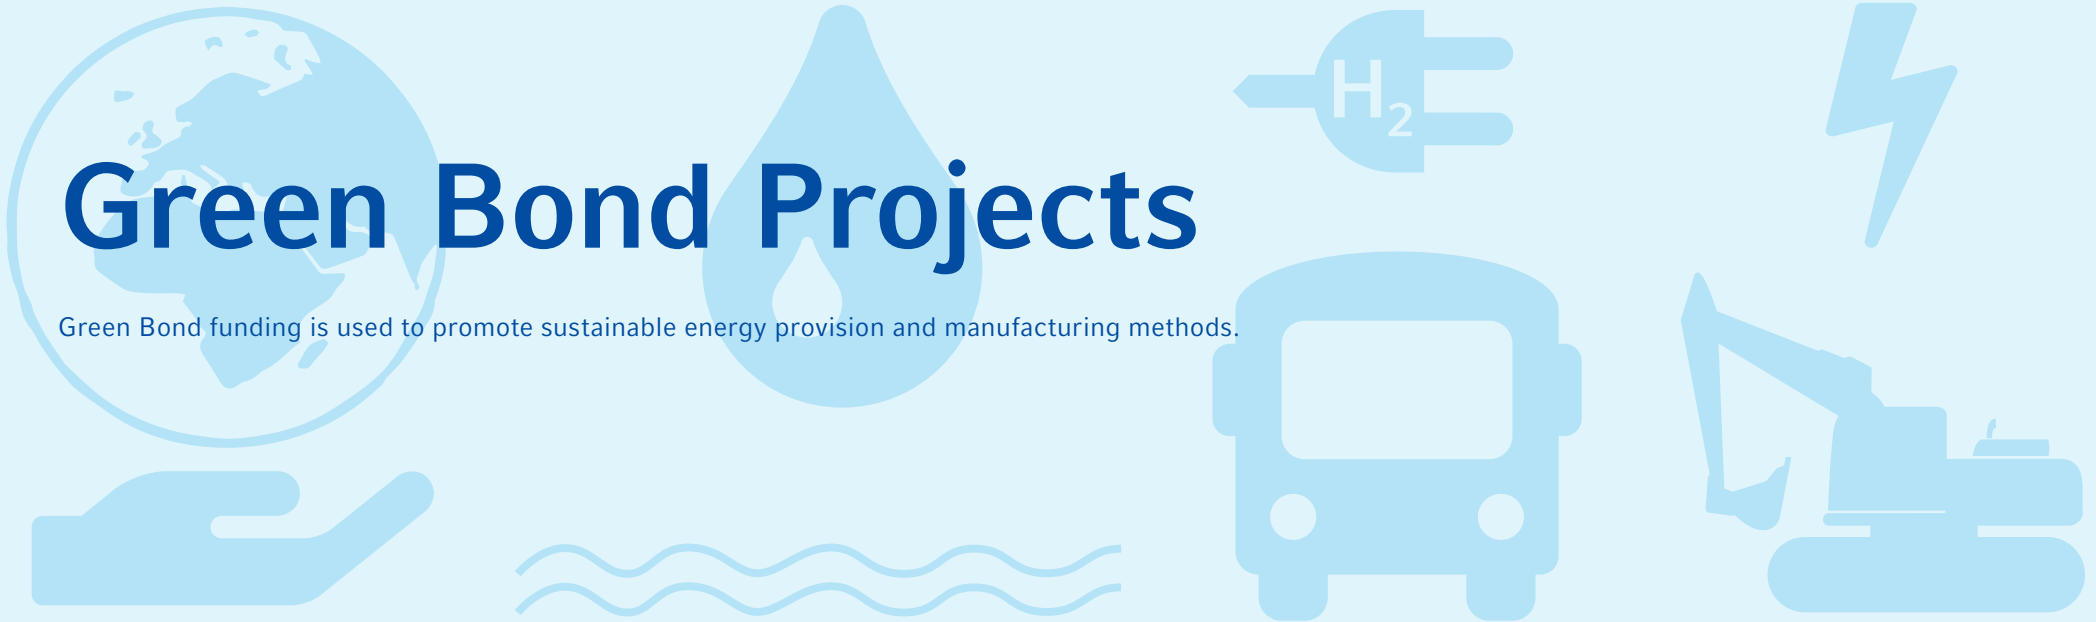 H2
Green Bond Projects
Green Bond funding is used to promote sustainable energy provision and manufacturing methods.